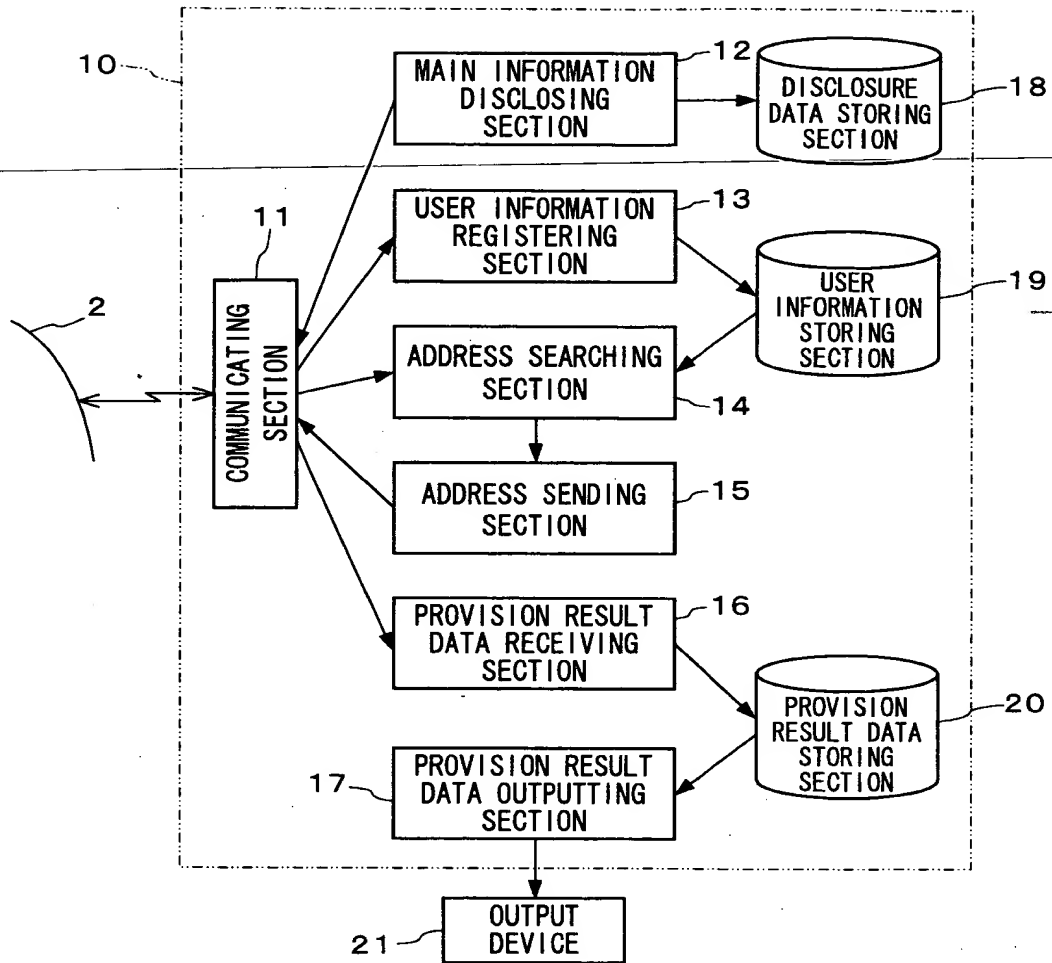 10
MAIN INFORMATION
DISCLOSING
SECTION
12
DISCLOSURE
DATA STORING
SECTION
18
USER INFORMATION
REGISTERING
SECTION
13
11
COMMUNICATING
SECTION
2
USER
INFORMATION
STORING
SECTION
19
ADDRESS SEARCHING
SECTION
14
ADDRESS SENDING
SECTION
15
PROVISION RESULT
DATA RECEIVING
SECTION
16
PROVISION
RESULT DATA
STORING
SECTION
20
17
PROVISION RESULT
DATA OUTPUTTING
SECTION
OUTPUT
DEVICE
21